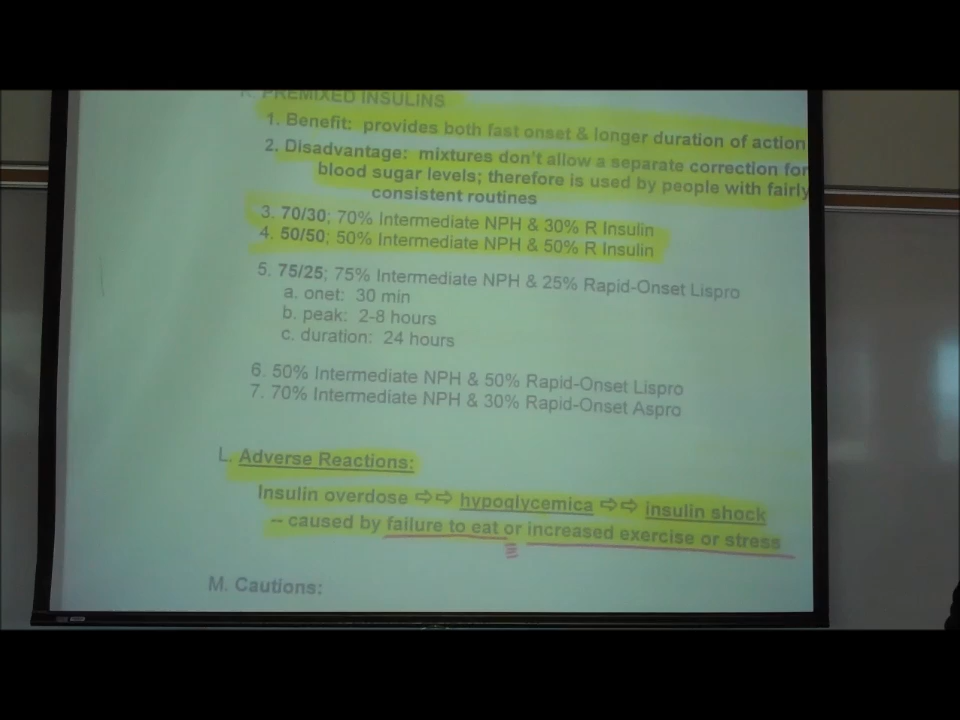 K. PREMIXED INSULINS
1. Benefit: provides both fast onset & longer duration of action
2. Disadvantage: mixtures don't allow a separate correction for
blood sugar levels; therefore is used by people with fairly
consistent routines
3. 70/30; 70% Intermediate NPH & 30% R Insulin
4. 50/50; 50% Intermediate NPH & 50% R Insulin
5. 75/25; 75% Intermediate NPH & 25% Rapid-Onset Lispro
a. onet: 30 min
b. peak: 2-8 hours
c. duration: 24 hours
6. 50% Intermediate NPH & 50% Rapid-Onset Lispro
7. 70% Intermediate NPH & 30% Rapid-Onset Aspro
L. Adverse Reactions:
Insulin overdose ⇨⇨ hypoglycemica ⇨⇨ insulin shock
-- caused by failure to eat or increased exercise or stress
M. Cautions: